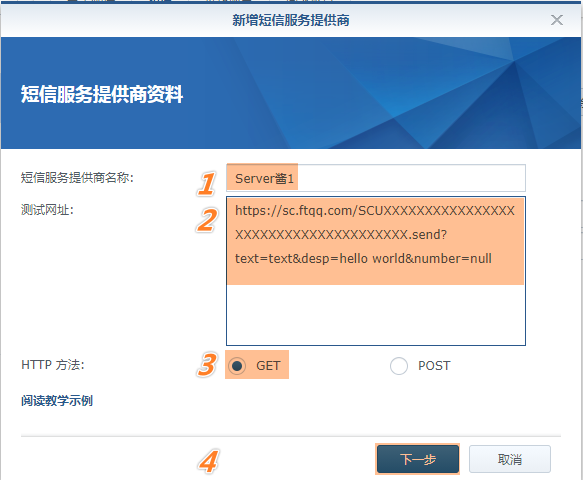 新增短信服务提供商
短信服务提供商资料
短信服务提供商名称：
1
Server酱1
测试网址：
2
https://sc.ftqq.com/SCUXXXXXXXXXXXXXXXX
XXXXXXXXXXXXXXXXXXXXX.send?
text=text&desp=hello world&number=null
HTTP 方法：
3
GET
POST
阅读教学示例
4
下一步
取消